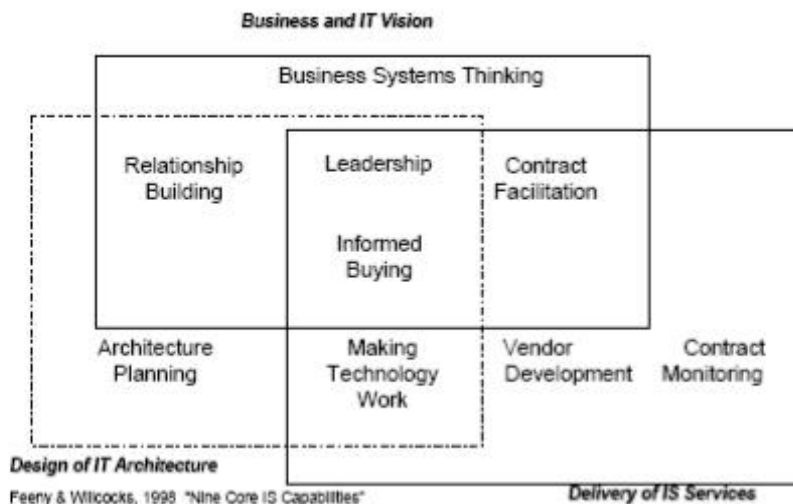 Business and IT Vision
Business Systems Thinking
Relationship
Building
Leadership
Contract
Facilitation
Informed
Buying
Architecture
Planning
Making
Technology
Work
Vendor
Development
Contract
Monitoring
Design of IT Architecture
Feeny & Willcocks, 1998 "Nine Core IS Capabilities"
Delivery of IS Services